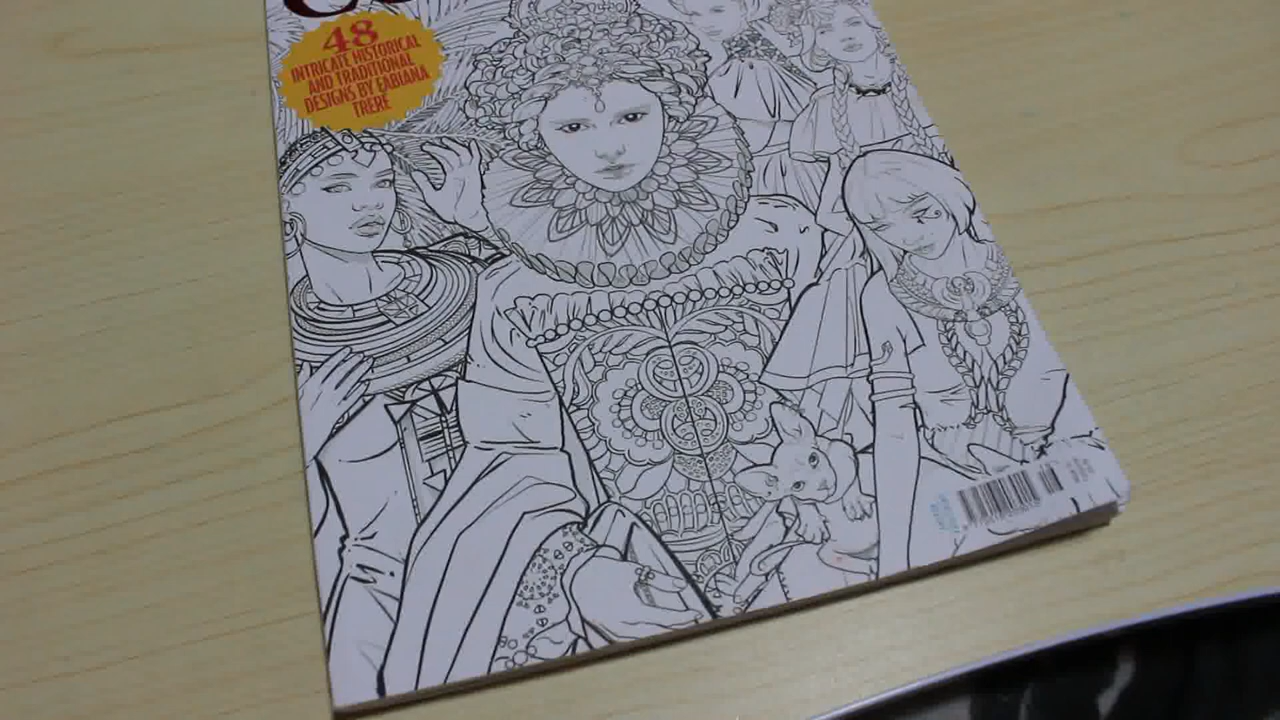 48
INTRICATE HISTORICAL
AND TRADITIONAL
DESIGNS BY FABIANA
TRERÈ